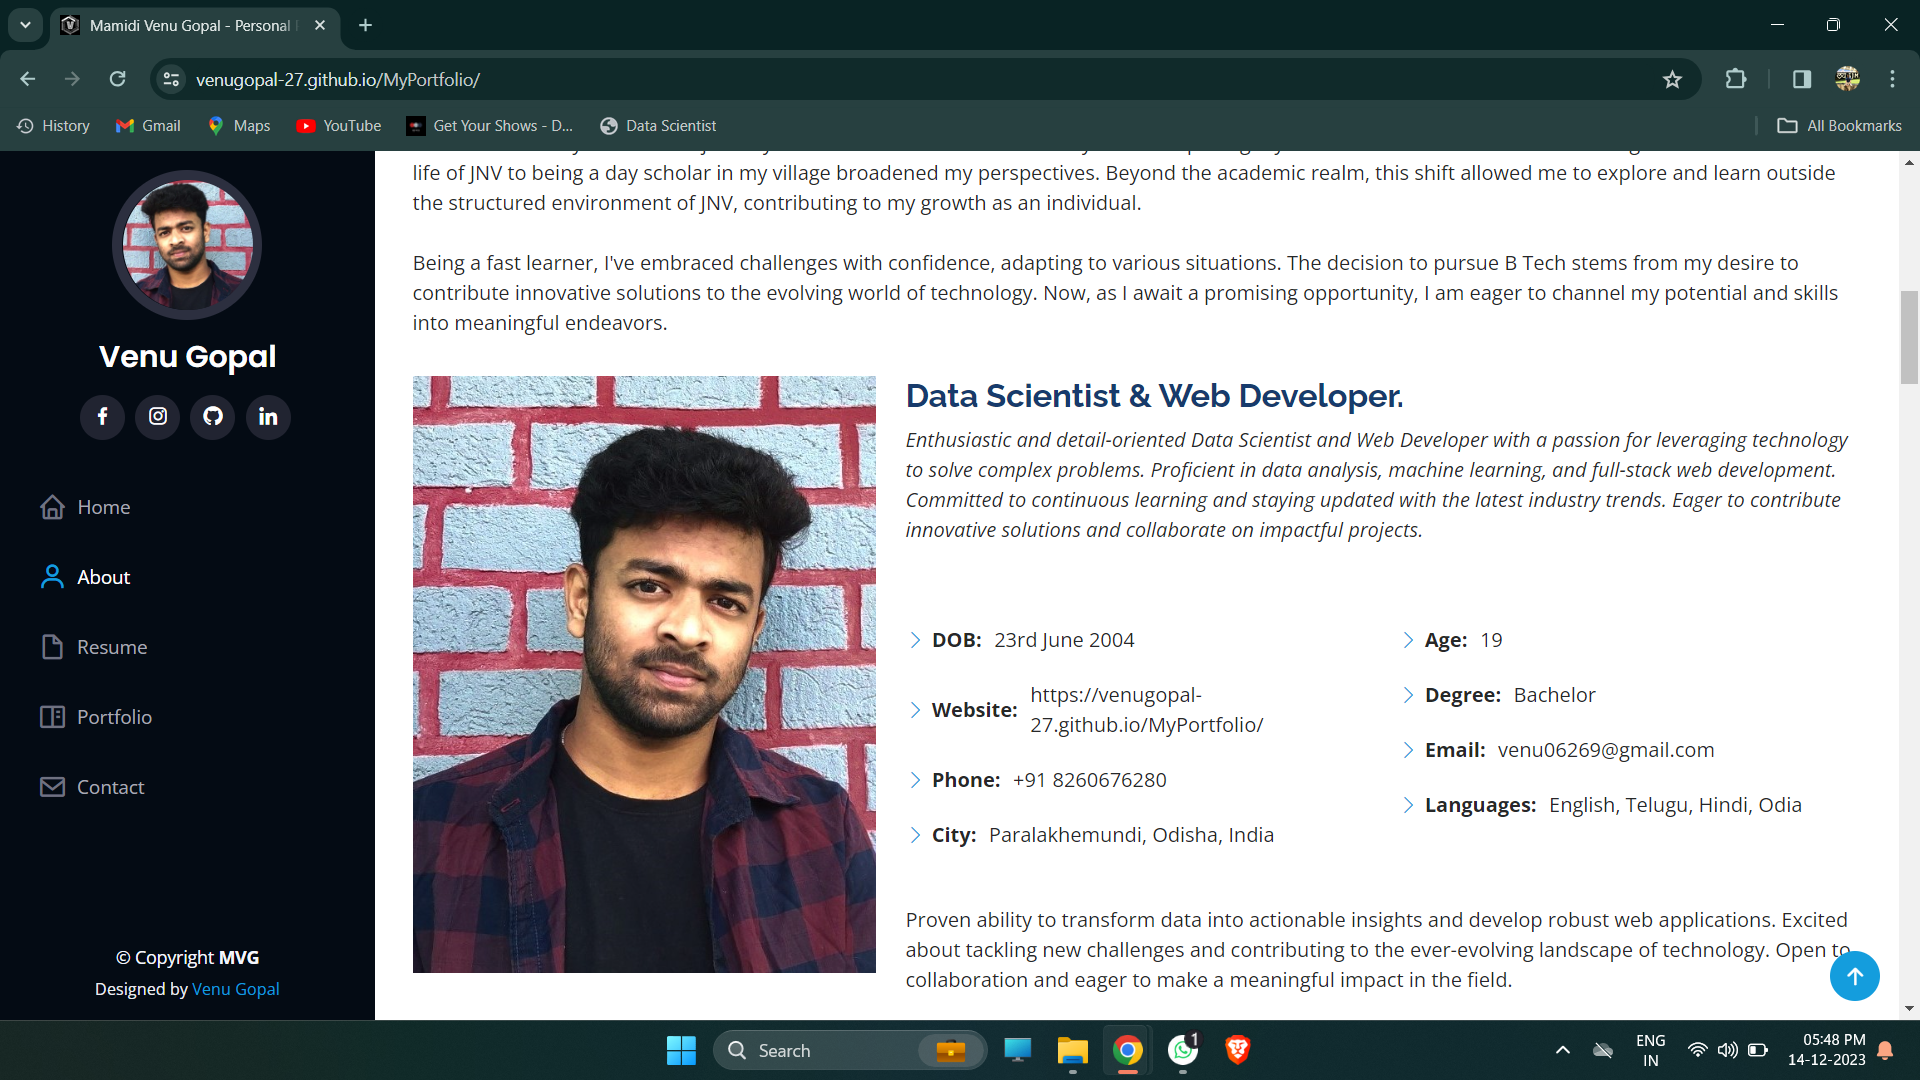 Mamidi Venu Gopal - Personal
venugopal-27.github.io/MyPortfolio/
History
Gmail
Maps
YouTube
Get Your Shows - D...
Data Scientist
All Bookmarks
Venu Gopal
Home
About
Resume
Portfolio
Contact
© Copyright MVG
Designed by Venu Gopal
life of JNV to being a day scholar in my village broadened my perspectives. Beyond the academic realm, this shift allowed me to explore and learn outside
the structured environment of JNV, contributing to my growth as an individual.
Being a fast learner, I've embraced challenges with confidence, adapting to various situations. The decision to pursue B Tech stems from my desire to
contribute innovative solutions to the evolving world of technology. Now, as I await a promising opportunity, I am eager to channel my potential and skills
into meaningful endeavors.
Data Scientist & Web Developer.
Enthusiastic and detail-oriented Data Scientist and Web Developer with a passion for leveraging technology
to solve complex problems. Proficient in data analysis, machine learning, and full-stack web development.
Committed to continuous learning and staying updated with the latest industry trends. Eager to contribute
innovative solutions and collaborate on impactful projects.
DOB: 23rd June 2004
Website: https://venugopal-
27.github.io/MyPortfolio/
Phone: +91 8260676280
City: Paralakhemundi, Odisha, India
Age: 19
Degree: Bachelor
Email: venu06269@gmail.com
Languages: English, Telugu, Hindi, Odia
Proven ability to transform data into actionable insights and develop robust web applications. Excited
about tackling new challenges and contributing to the ever-evolving landscape of technology. Open to
collaboration and eager to make a meaningful impact in the field.
Search
1
ENG
IN
05:48 PM
14-12-2023